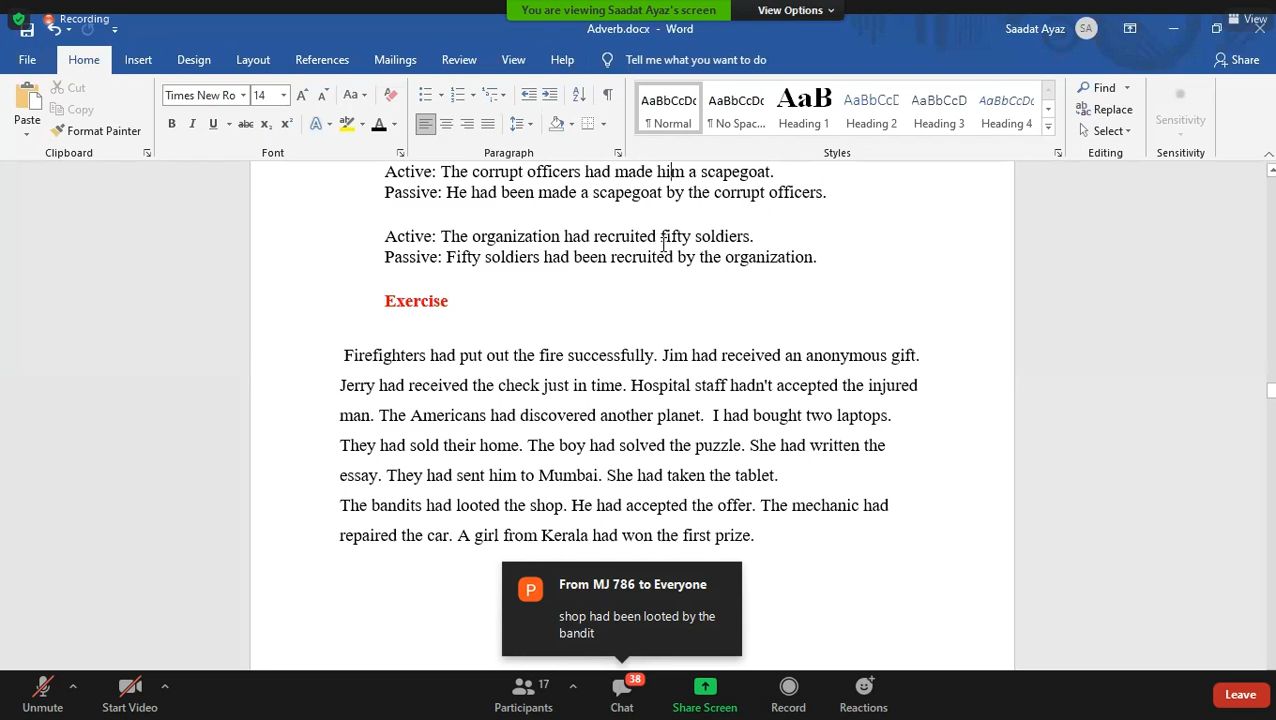 You are viewing Saadat Ayaz's screen
View Options
View
Recording
Adverb.docx - Word
Saadat Ayaz
SA
File
Home
Insert
Design
Layout
References
Mailings
Review
View
Help
Tell me what you want to do
Share
Paste
Cut
Copy
Format Painter
Clipboard
Times New Ro
14
Font
Paragraph
AaBbCcDc
¶ Normal
AaBbCcDc
¶ No Spac...
AaB
Heading 1
AaBbCcDc
Heading 2
AaBbCcDc
Heading 3
AaBbCcDc
Heading 4
Styles
Find
Replace
Select
Editing
Sensitivity
Sensitivity
Active: The corrupt officers had made him a scapegoat.
Passive: He had been made a scapegoat by the corrupt officers.
Active: The organization had recruited fifty soldiers.
Passive: Fifty soldiers had been recruited by the organization.
Exercise
Firefighters had put out the fire successfully. Jim had received an anonymous gift.
Jerry had received the check just in time. Hospital staff hadn't accepted the injured
man. The Americans had discovered another planet. I had bought two laptops.
They had sold their home. The boy had solved the puzzle. She had written the
essay. They had sent him to Mumbai. She had taken the tablet.
The bandits had looted the shop. He had accepted the offer. The mechanic had
repaired the car. A girl from Kerala had won the first prize.
P
From MJ 786 to Everyone
shop had been looted by the
bandit
Unmute
Start Video
17
Participants
38
Chat
Share Screen
Record
Reactions
Leave